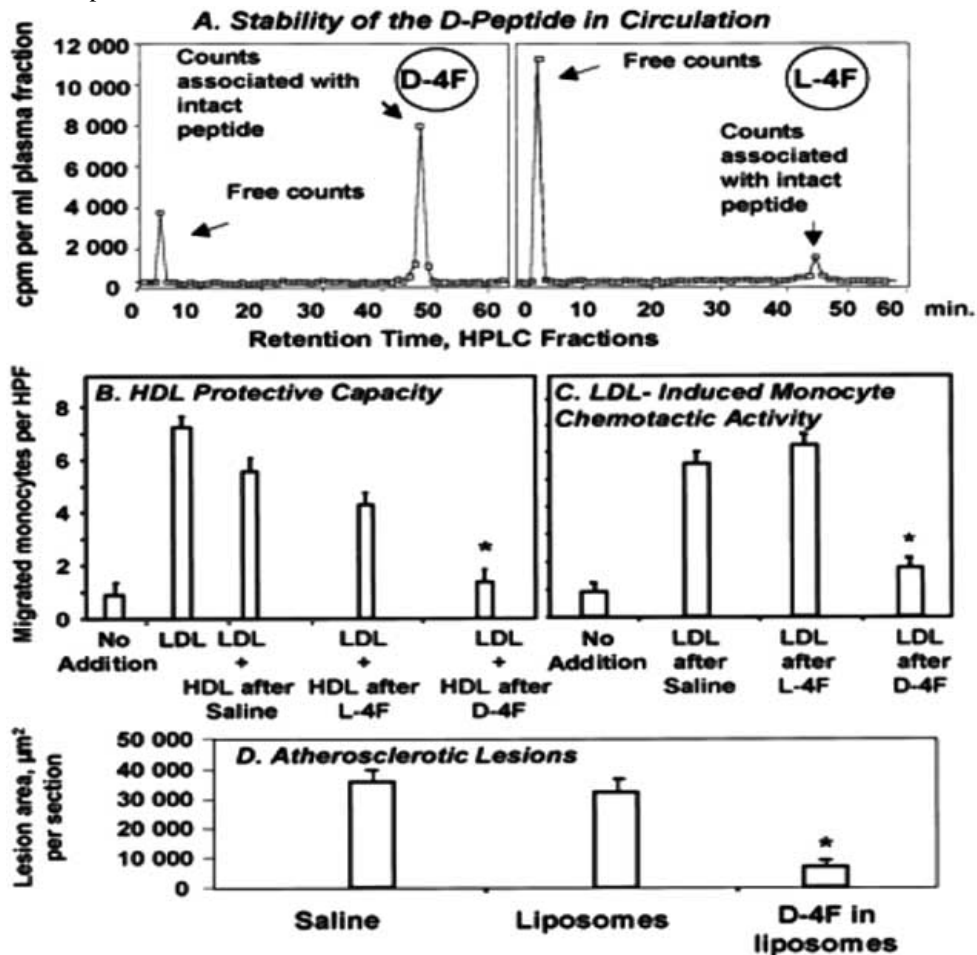 A. Stability of the D-Peptide in Circulation
cpm per ml plasma fraction
12 000
10 000
8 000
6 000
4 000
2 000
0
Counts
associated with
intact
peptide
D-4F
Free counts
0 10 20 30 40 50 60
Free counts
L-4F
Counts
associated
with intact
peptide
0 10 20 30 40 50 60 min.
Retention Time, HPLC Fractions
Migrated monocytes per HPF
8
6
4
2
0
B. HDL Protective Capacity
*
No LDL LDL LDL LDL
Addition + + +
HDL after HDL after HDL after
Saline L-4F D-4F
C. LDL- Induced Monocyte
Chemotactic Activity
*
No LDL LDL LDL
Addition after after after
Saline L-4F D-4F
Lesion area, µm²
per section
50 000
40 000
30 000
20 000
10 000
0
D. Atherosclerotic Lesions
*
Saline Liposomes D-4F in
liposomes